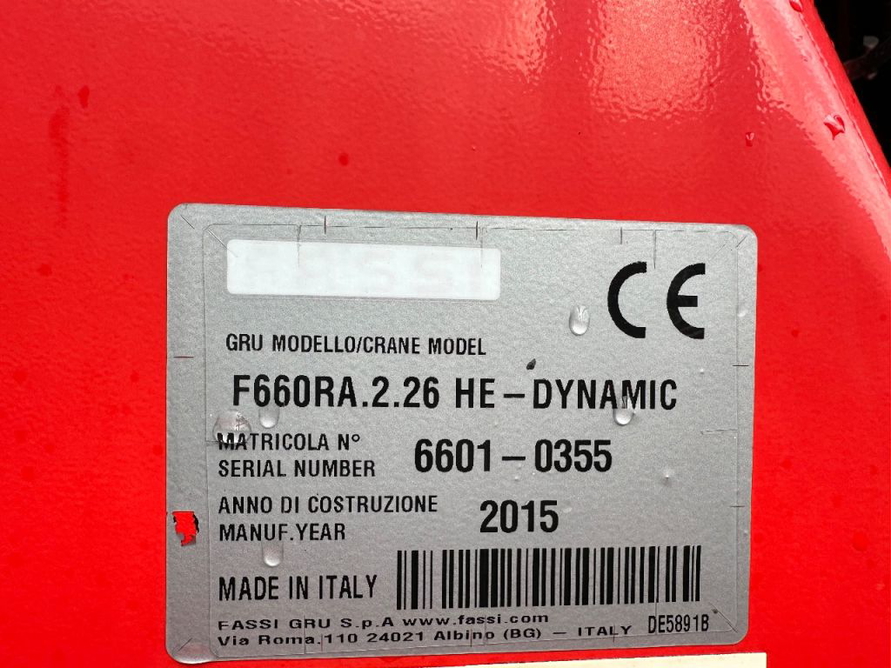 CE
GRU MODELLO/CRANE MODEL
F660RA.2.26 HE-DYNAMIC
MATRICOLA N°
SERIAL NUMBER 6601-0355
ANNO DI COSTRUZIONE
MANUF.YEAR 2015
MADE IN ITALY
FASSI GRU S.p.A www.fassi.com
Via Roma,110 24021 Albino (BG) - ITALY DE5891B